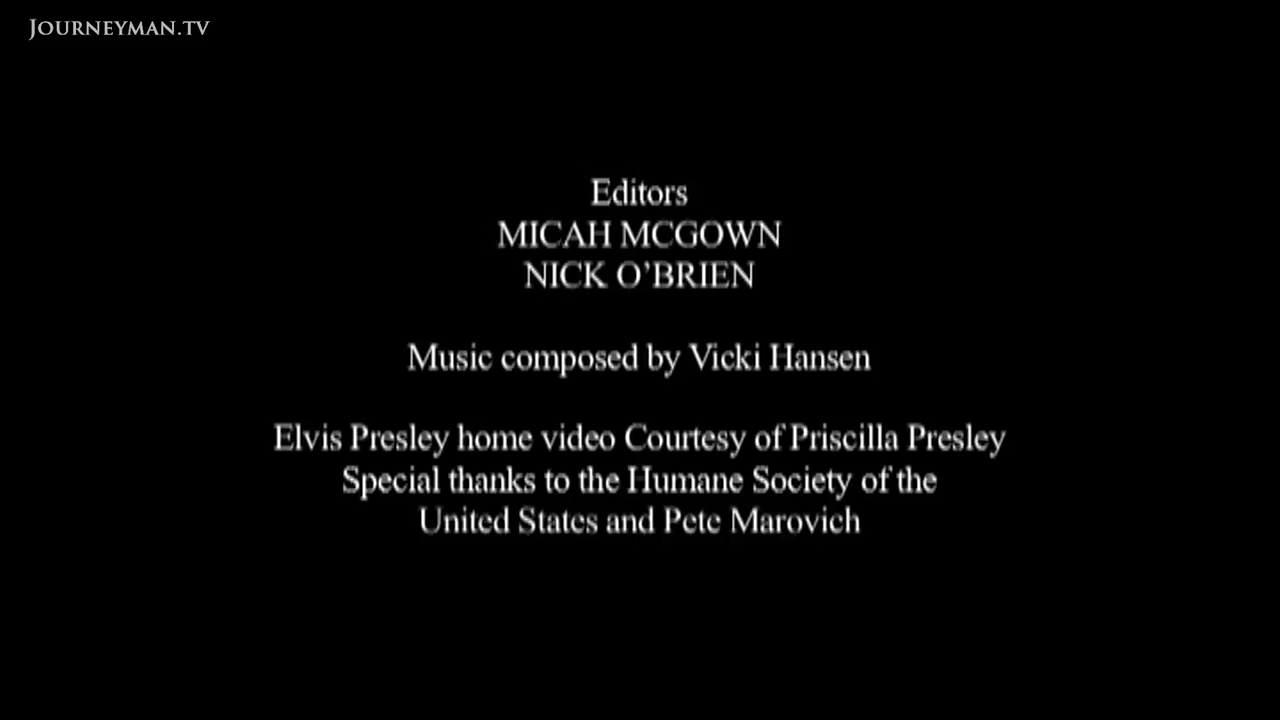 JOURNEYMAN.TV
Editors
MICAH MCGOWN
NICK O’BRIEN
Music composed by Vicki Hansen
Elvis Presley home video Courtesy of Priscilla Presley
Special thanks to the Humane Society of the
United States and Pete Marovich